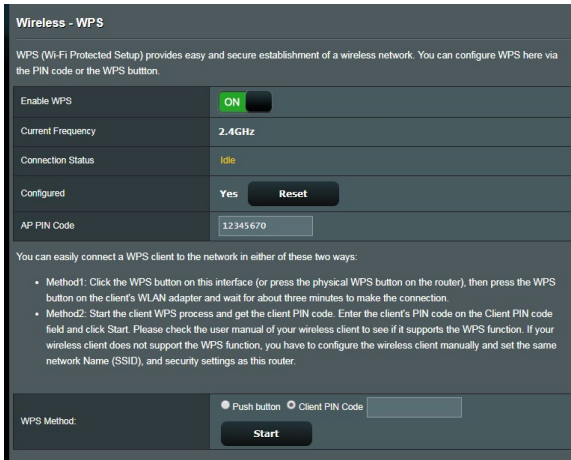 Wireless - WPS
WPS (Wi-Fi Protected Setup) provides easy and secure establishment of a wireless network. You can configure WPS here via
the PIN code or the WPS buttton.
Enable WPS ON
Current Frequency 2.4GHz
Connection Status Idle
Configured Yes Reset
AP PIN Code 12345670
You can easily connect a WPS client to the network in either of these two ways:
• Method1: Click the WPS button on this interface (or press the physical WPS button on the router), then press the WPS
button on the client's WLAN adapter and wait for about three minutes to make the connection.
• Method2: Start the client WPS process and get the client PIN code. Enter the client's PIN code on the Client PIN code
field and click Start. Please check the user manual of your wireless client to see if it supports the WPS function. If your
wireless client does not support the WPS function, you have to configure the wireless client manually and set the same
network Name (SSID), and security settings as this router.
Push button Client PIN Code
WPS Method:
Start